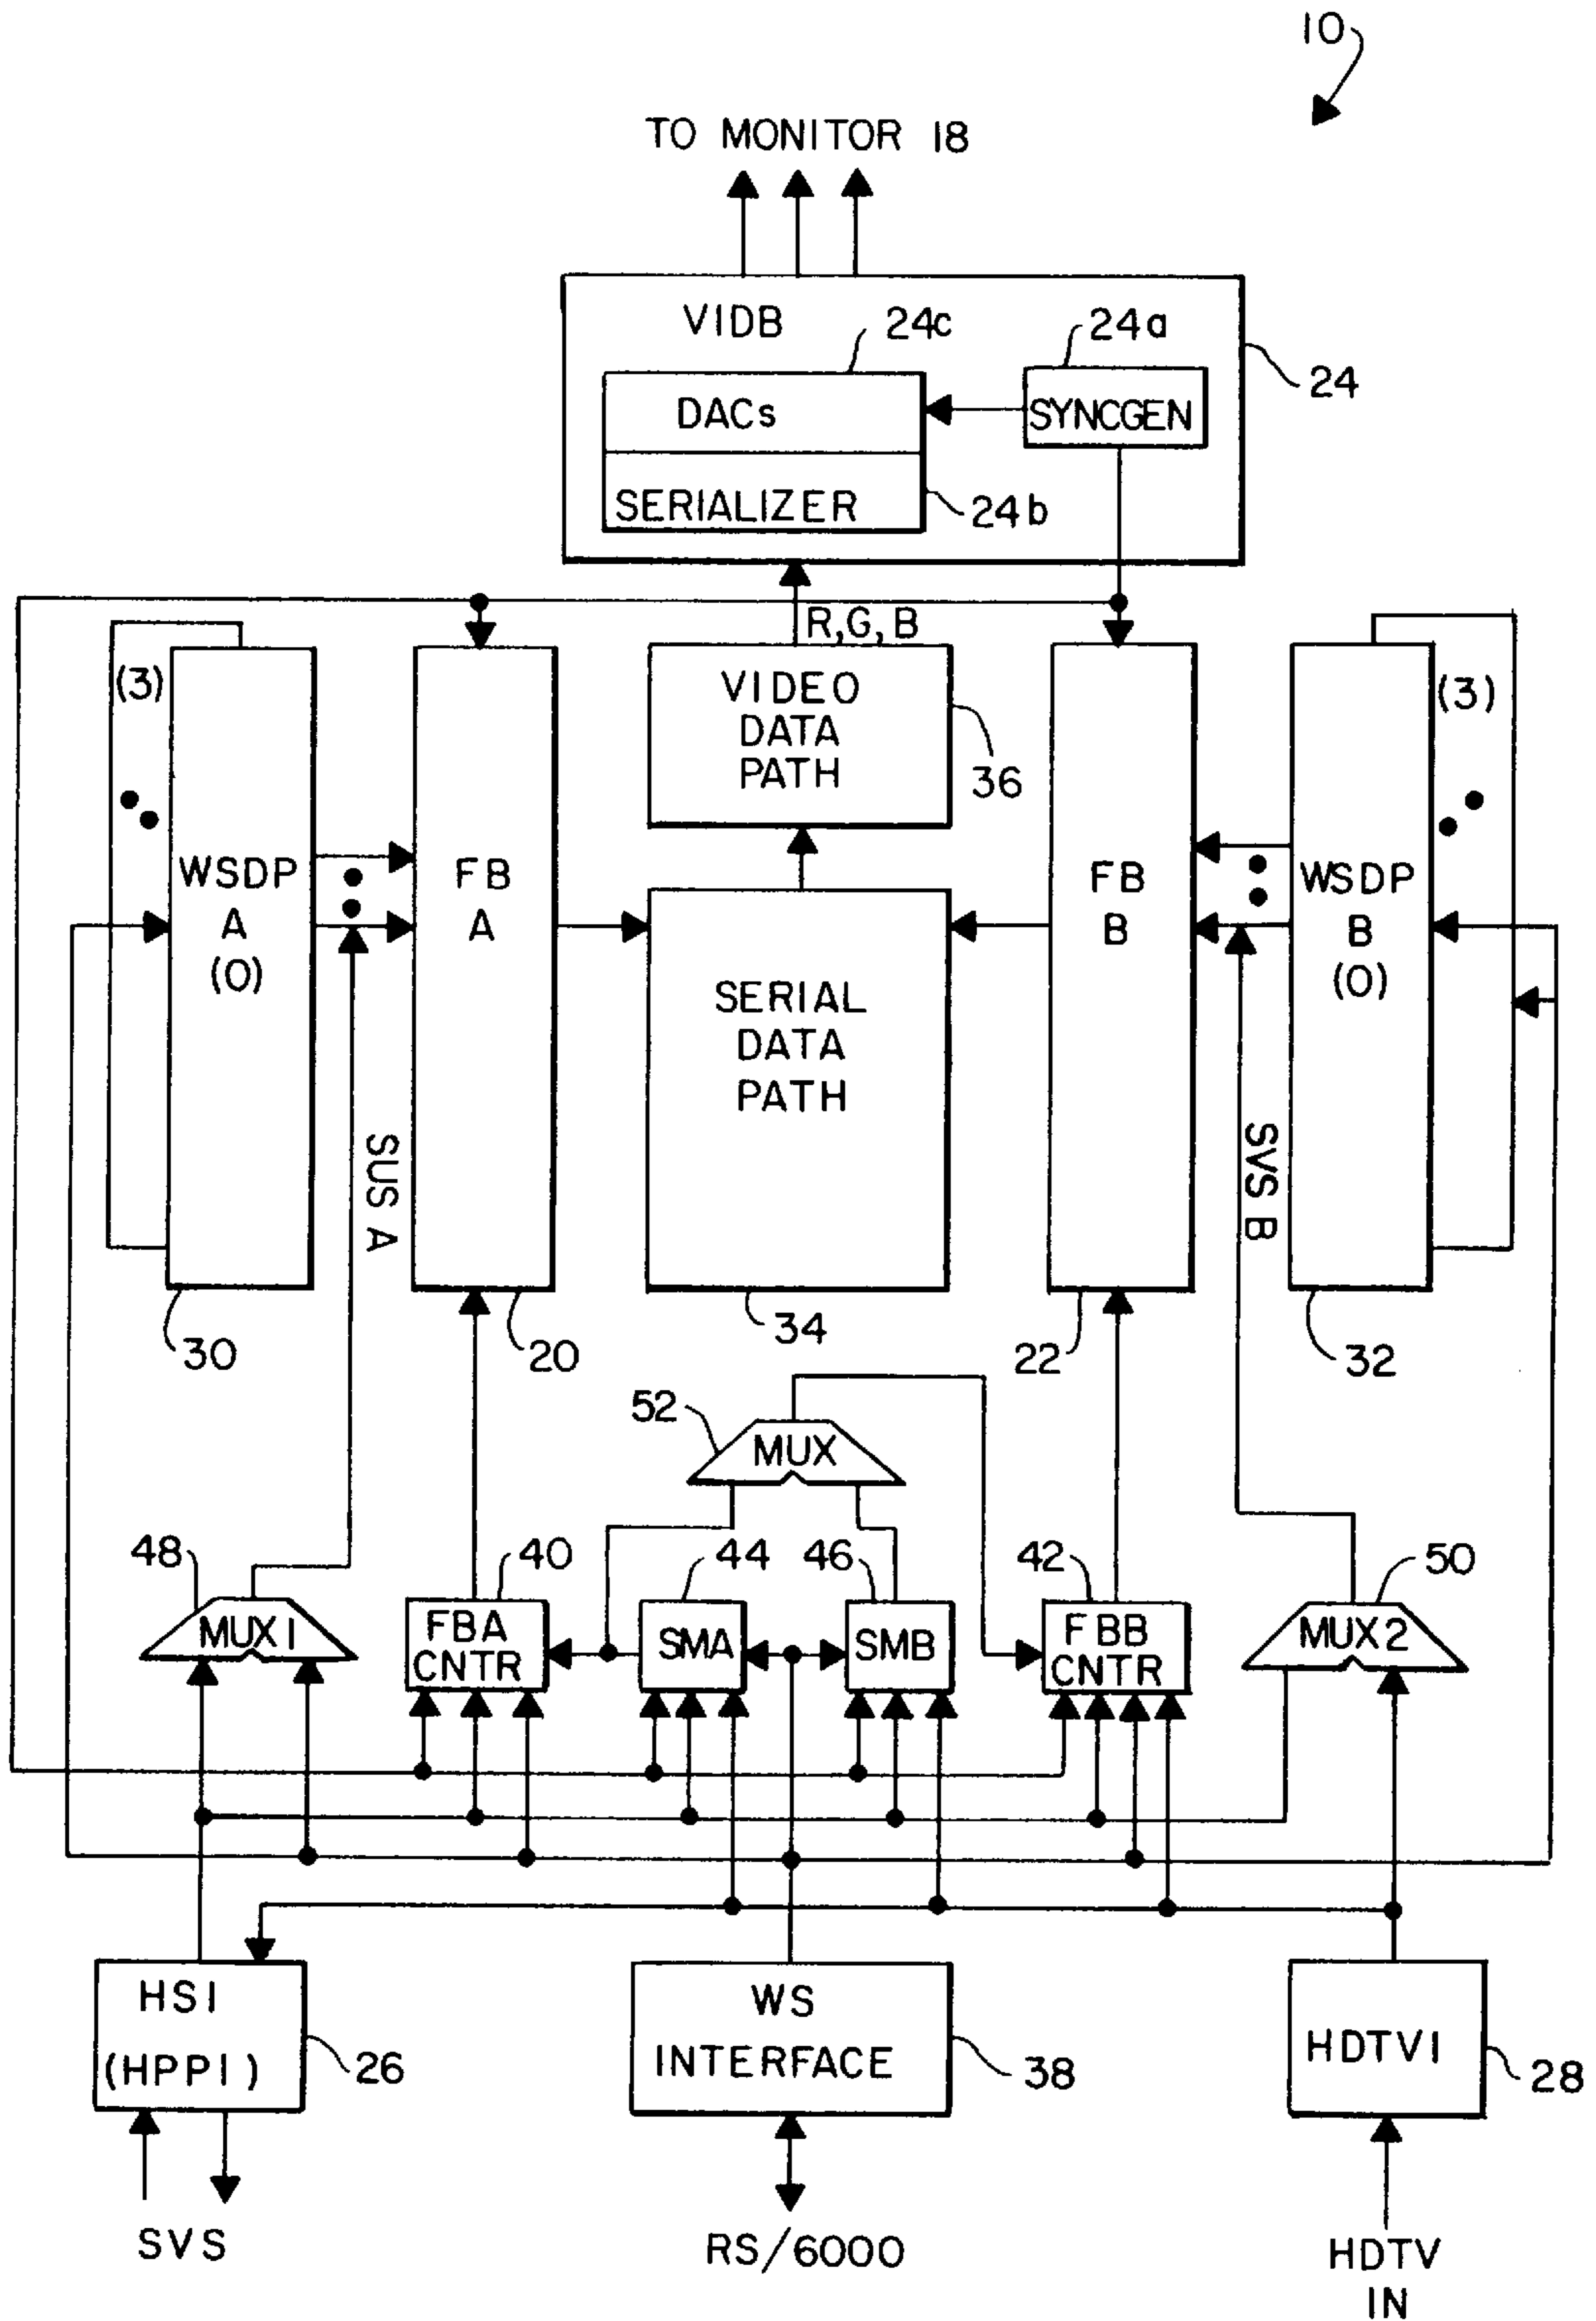 10
TO MONITOR 18
VIDB
24c
24a
24
DACs
SYNCGEN
SERIALIZER
24b
R,G,B
(3)
(3)
VIDEO
DATA
PATH
36
WSDP
A
(0)
FB
A
FB
B
WSDP
B
(0)
SERIAL
DATA
PATH
SUS A
SVS B
30
20
34
22
32
52
MUX
48
40
44
46
42
50
MUX1
FBA
CNTR
SMA
SMB
FBB
CNTR
MUX2
HSI
(HPPI)
26
WS
INTERFACE
38
HDTVI
28
SVS
RS/6000
HDTV
IN